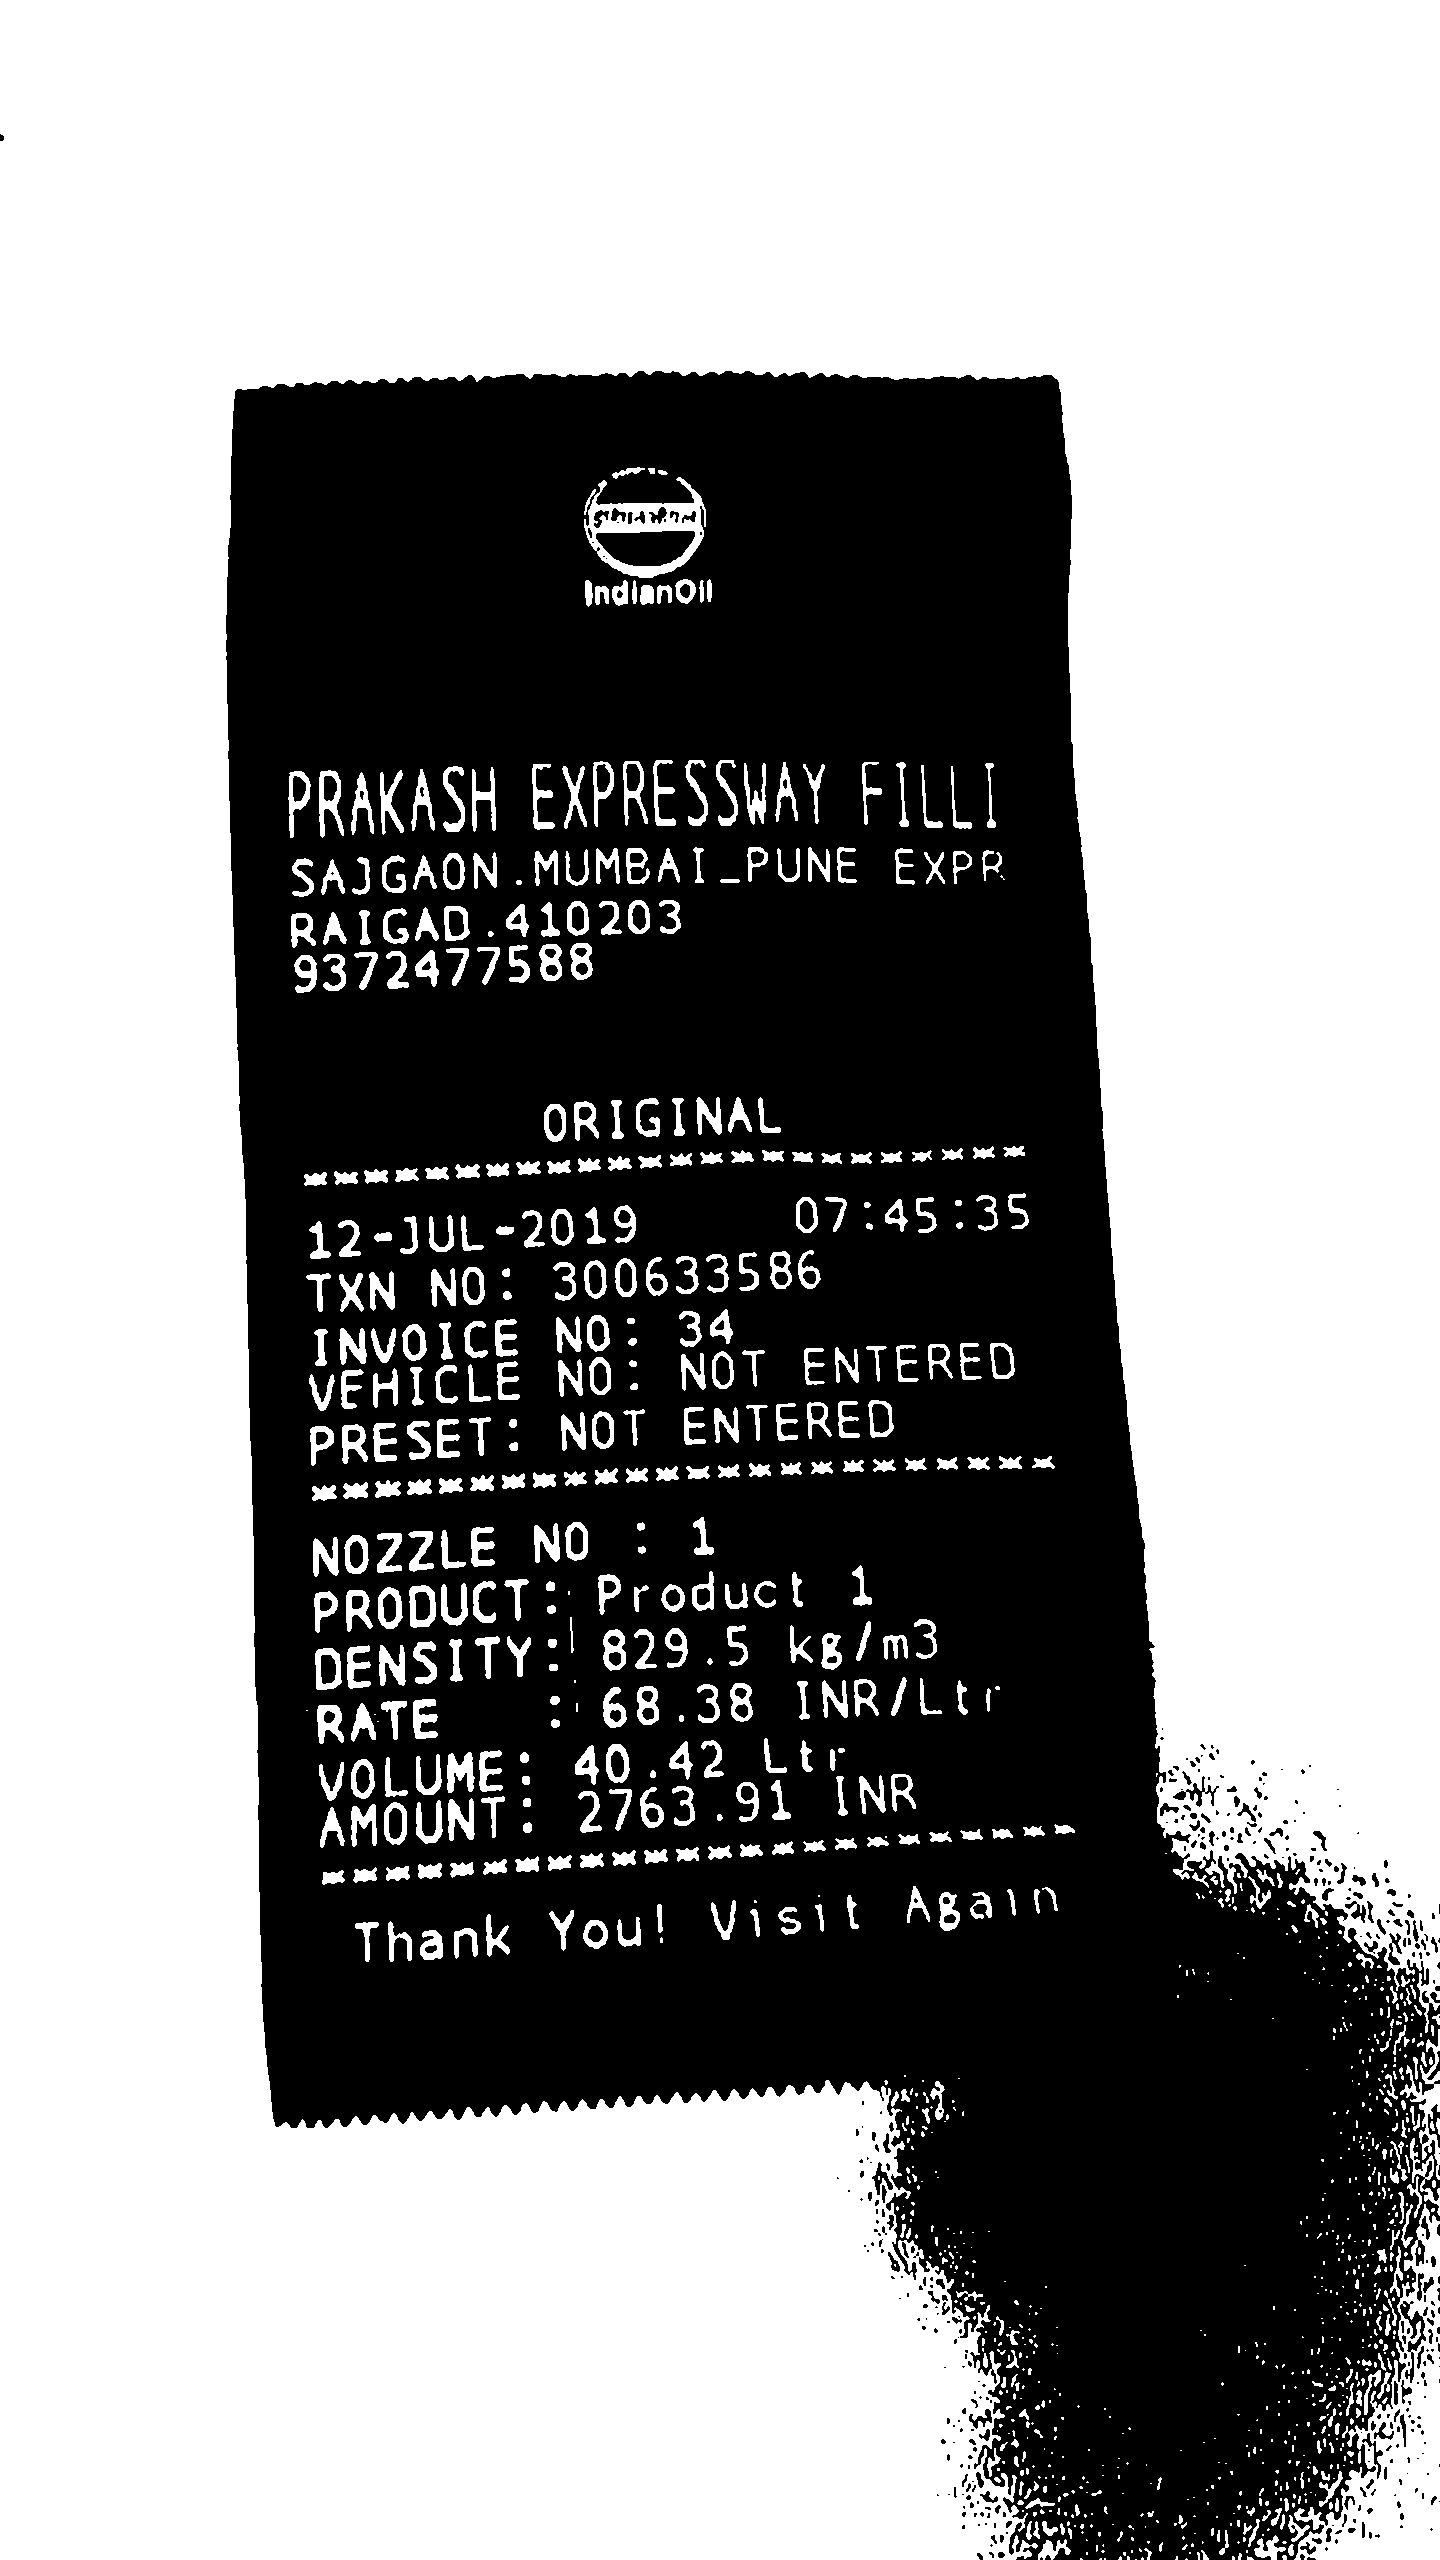 IndianOil
PRAKASH EXPRESSWAY FILLI
SAJGAON.MUMBAI_PUNE EXPR
RAIGAD.410203
9372477588
ORIGINAL
************************
12-JUL-2019 07:45:35
TXN NO: 300633586
INVOICE NO: 34
VEHICLE NO: NOT ENTERED
PRESET: NOT ENTERED
************************
NOZZLE NO : 1
PRODUCT: Product 1
DENSITY: 829.5 kg/m3
RATE : 68.38 INR/Ltr
VOLUME: 40.42 Ltr
AMOUNT: 2763.91 INR
************************
Thank You! Visit Again